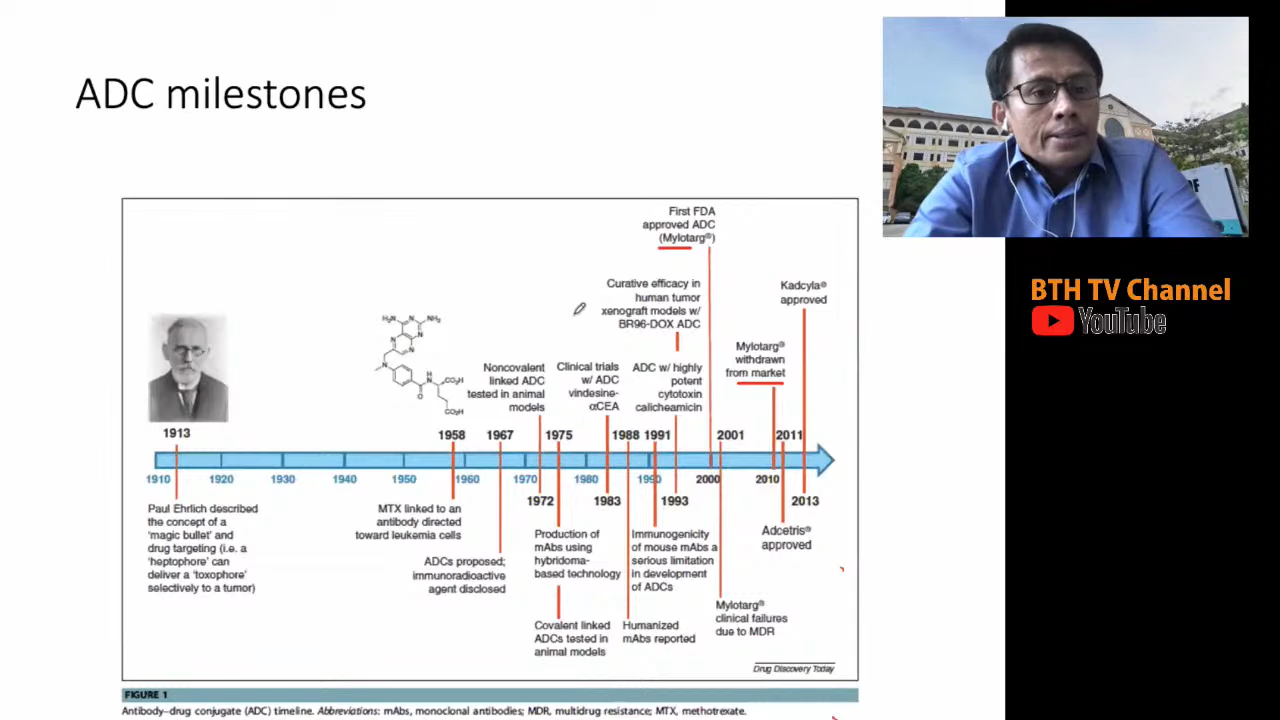 ADC milestones
First FDA
approved ADC
(Mylotarg®)
Curative efficacy in
human tumor
xenograft models w/
BR96-DOX ADC
Kadcyla®
approved
Mylotarg®
withdrawn
from market
H₂N
N
N
NH₂
N
N
N
H
N
CO₂H
O
CO₂H
Noncovalent
linked ADC
tested in animal
models
Clinical trials
w/ ADC
vindesine-
αCEA
ADC w/ highly
potent
cytotoxin
calicheamicin
1913
1958
1967
1975
1988
1991
2001
2011
1910
1920
1930
1940
1950
1960
1970
1980
1990
2000
2010
1972
1983
1993
2013
Paul Ehrlich described
the concept of a
'magic bullet' and
drug targeting (i.e. a
'heptophore' can
deliver a 'toxophore'
selectively to a tumor)
MTX linked to an
antibody directed
toward leukemia cells
ADCs proposed;
immunoradioactive
agent disclosed
Production of
mAbs using
hybridoma-
based technology
Covalent linked
ADCs tested in
animal models
Immunogenicity
of mouse mAbs a
serious limitation
in development
of ADCs
Humanized
mAbs reported
Mylotarg®
clinical failures
due to MDR
Adcetris®
approved
Drug Discovery Today
FIGURE 1
Antibody–drug conjugate (ADC) timeline. Abbreviations: mAbs, monoclonal antibodies; MDR, multidrug resistance; MTX, methotrexate.
BTH TV Channel
YouTube